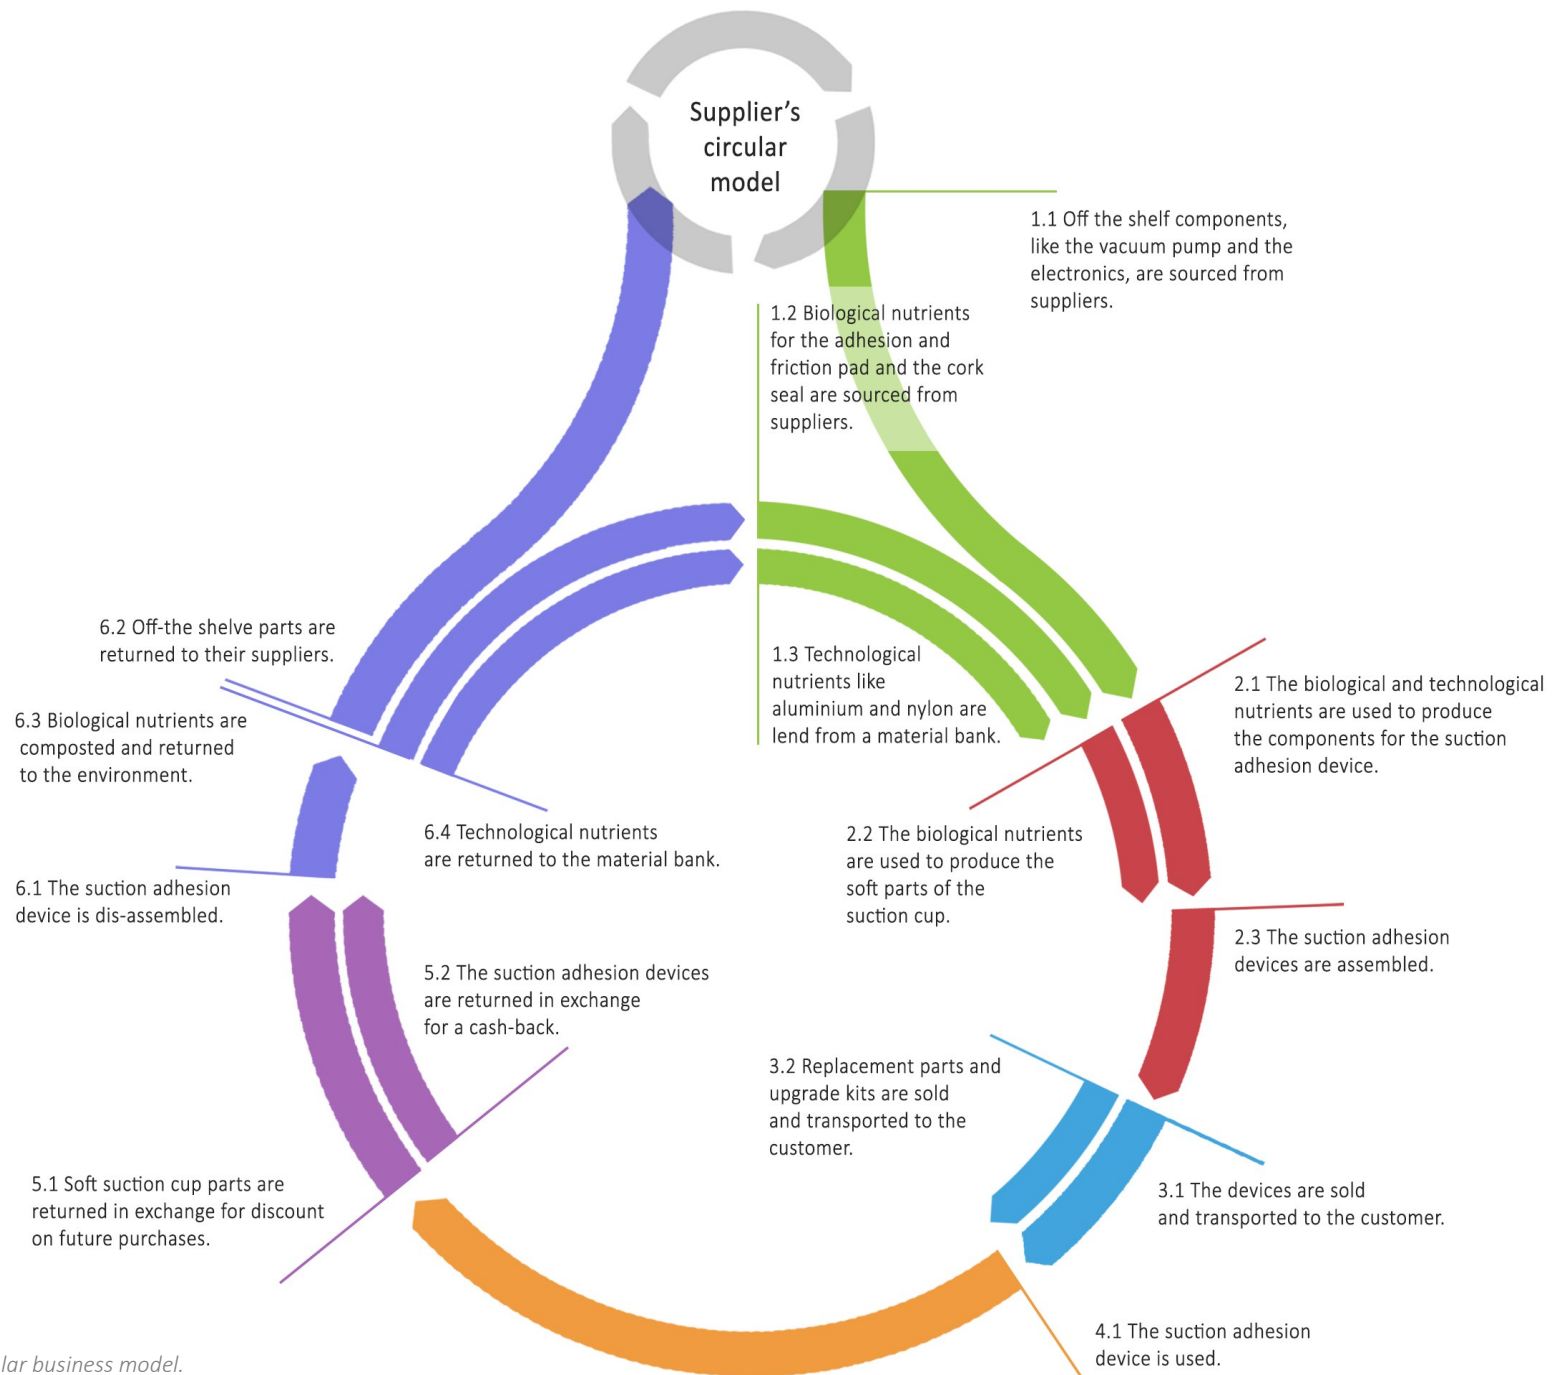 Supplier's
circular
model
1.1 Off the shelf components,
like the vacuum pump and the
electronics, are sourced from
suppliers.
1.2 Biological nutrients
for the adhesion and
friction pad and the cork
seal are sourced from
suppliers.
1.3 Technological
nutrients like
aluminium and nylon are
lend from a material bank.
2.1 The biological and technological
nutrients are used to produce
the components for the suction
adhesion device.
2.2 The biological nutrients
are used to produce the
soft parts of the
suction cup.
2.3 The suction adhesion
devices are assembled.
3.2 Replacement parts and
upgrade kits are sold
and transported to the
customer.
3.1 The devices are sold
and transported to the customer.
4.1 The suction adhesion
device is used.
5.1 Soft suction cup parts are
returned in exchange for discount
on future purchases.
5.2 The suction adhesion devices
are returned in exchange
for a cash-back.
6.1 The suction adhesion
device is dis-assembled.
6.2 Off-the shelve parts are
returned to their suppliers.
6.3 Biological nutrients are
composted and returned
to the environment.
6.4 Technological nutrients
are returned to the material bank.
lar business model.